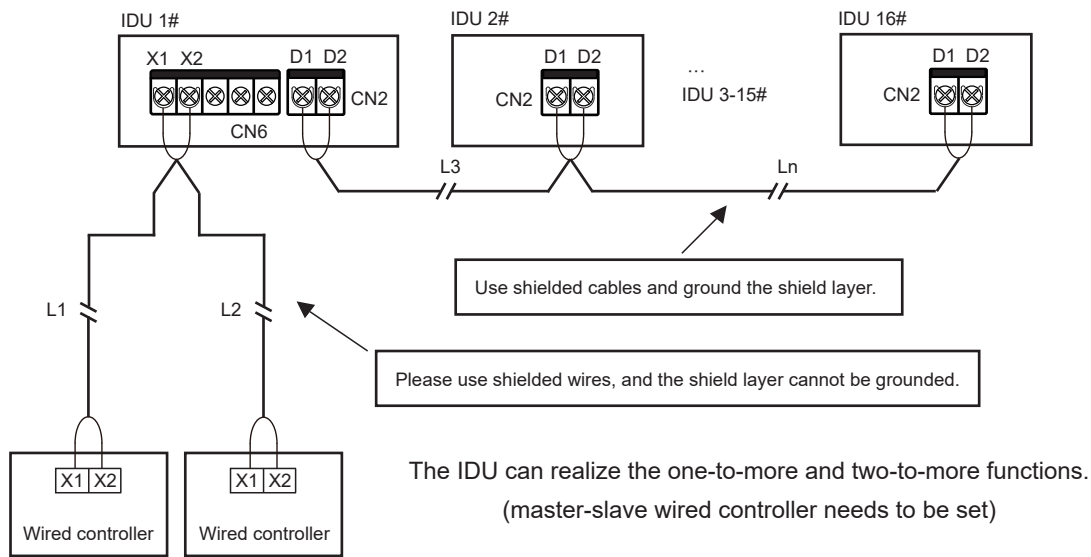 IDU 1#
IDU 2#
IDU 16#
X1 X2
D1 D2
CN2
CN6
D1 D2
CN2
...
IDU 3-15#
D1 D2
CN2
L3
Ln
Use shielded cables and ground the shield layer.
L1
L2
Please use shielded wires, and the shield layer cannot be grounded.
X1 X2
Wired controller
X1 X2
Wired controller
The IDU can realize the one-to-more and two-to-more functions.
(master-slave wired controller needs to be set)